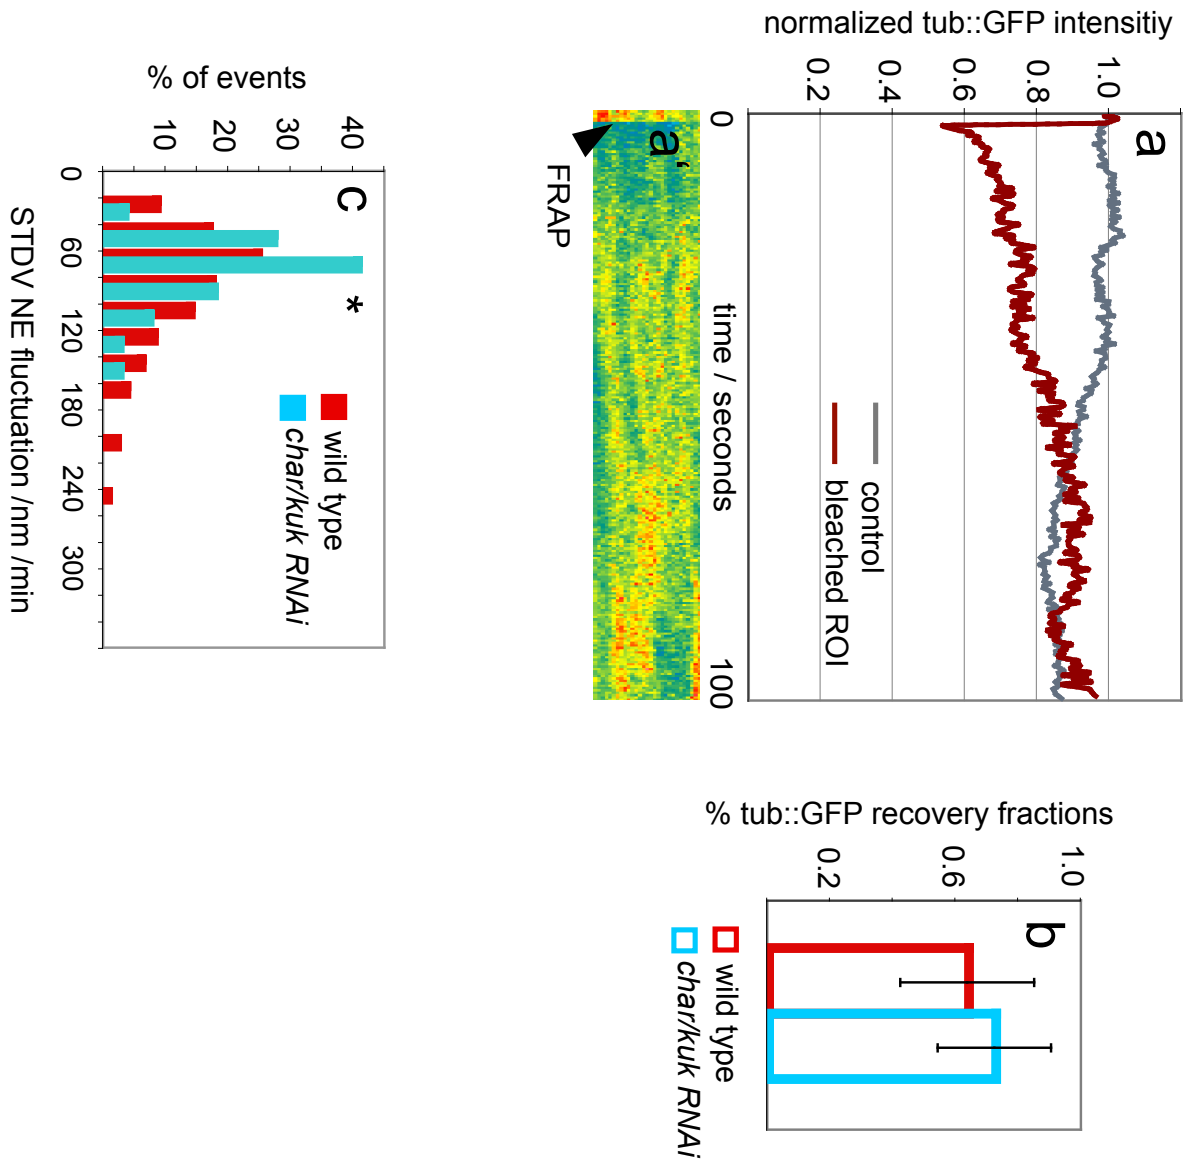 a
normalized tub::GFP intensitiy
1.0
0.8
0.6
0.4
0.2
control
bleached ROI
0
time / seconds
100
a‘
FRAP
b
% tub::GFP recovery fractions
1.0
0.6
0.2
wild type
char/kuk RNAi
c
% of events
40
30
20
10
*
wild type
char/kuk RNAi
0
60
120
180
240
300
STDV NE fluctuation /nm /min